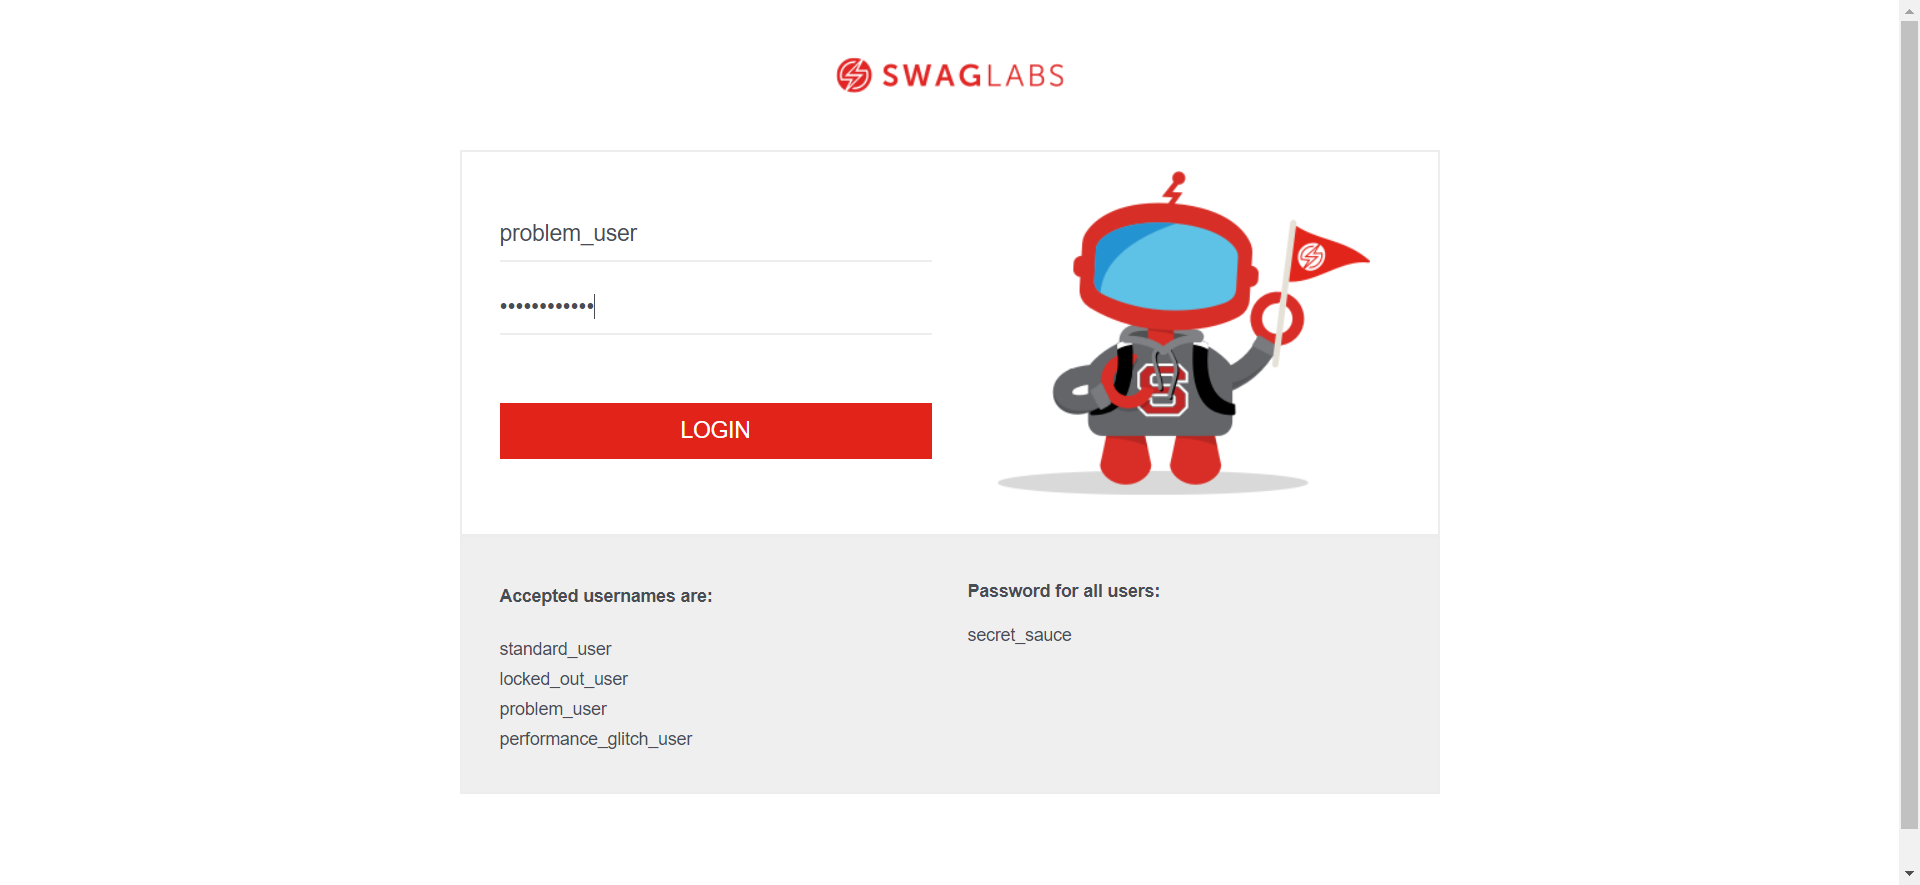 SWAGLABS
problem_user
••••••••••••
LOGIN
S
Accepted usernames are:
standard_user
locked_out_user
problem_user
performance_glitch_user
Password for all users:
secret_sauce